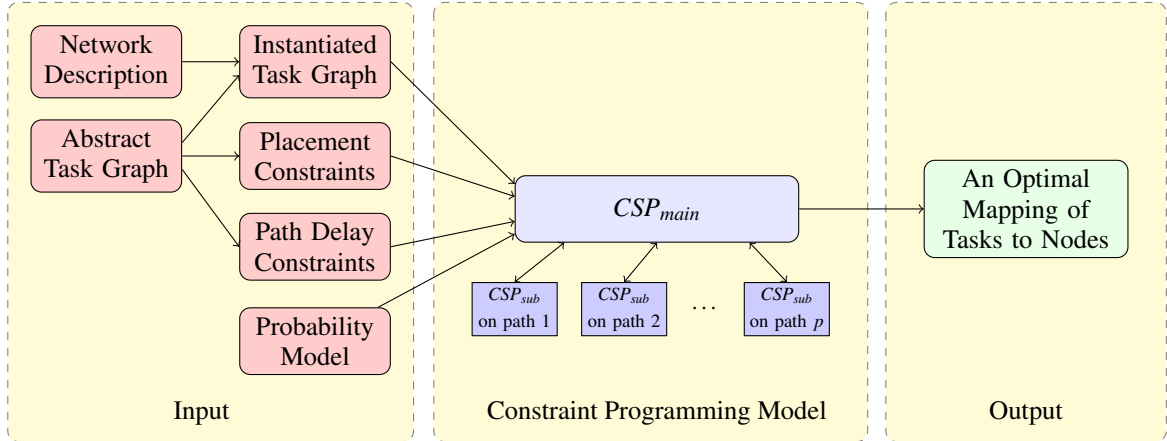 Network
Description
Instantiated
Task Graph
Abstract
Task Graph
Placement
Constraints
Path Delay
Constraints
Probability
Model
Input
CSP_main
CSP_sub
on path 1
CSP_sub
on path 2
...
CSP_sub
on path p
Constraint Programming Model
An Optimal
Mapping of
Tasks to Nodes
Output